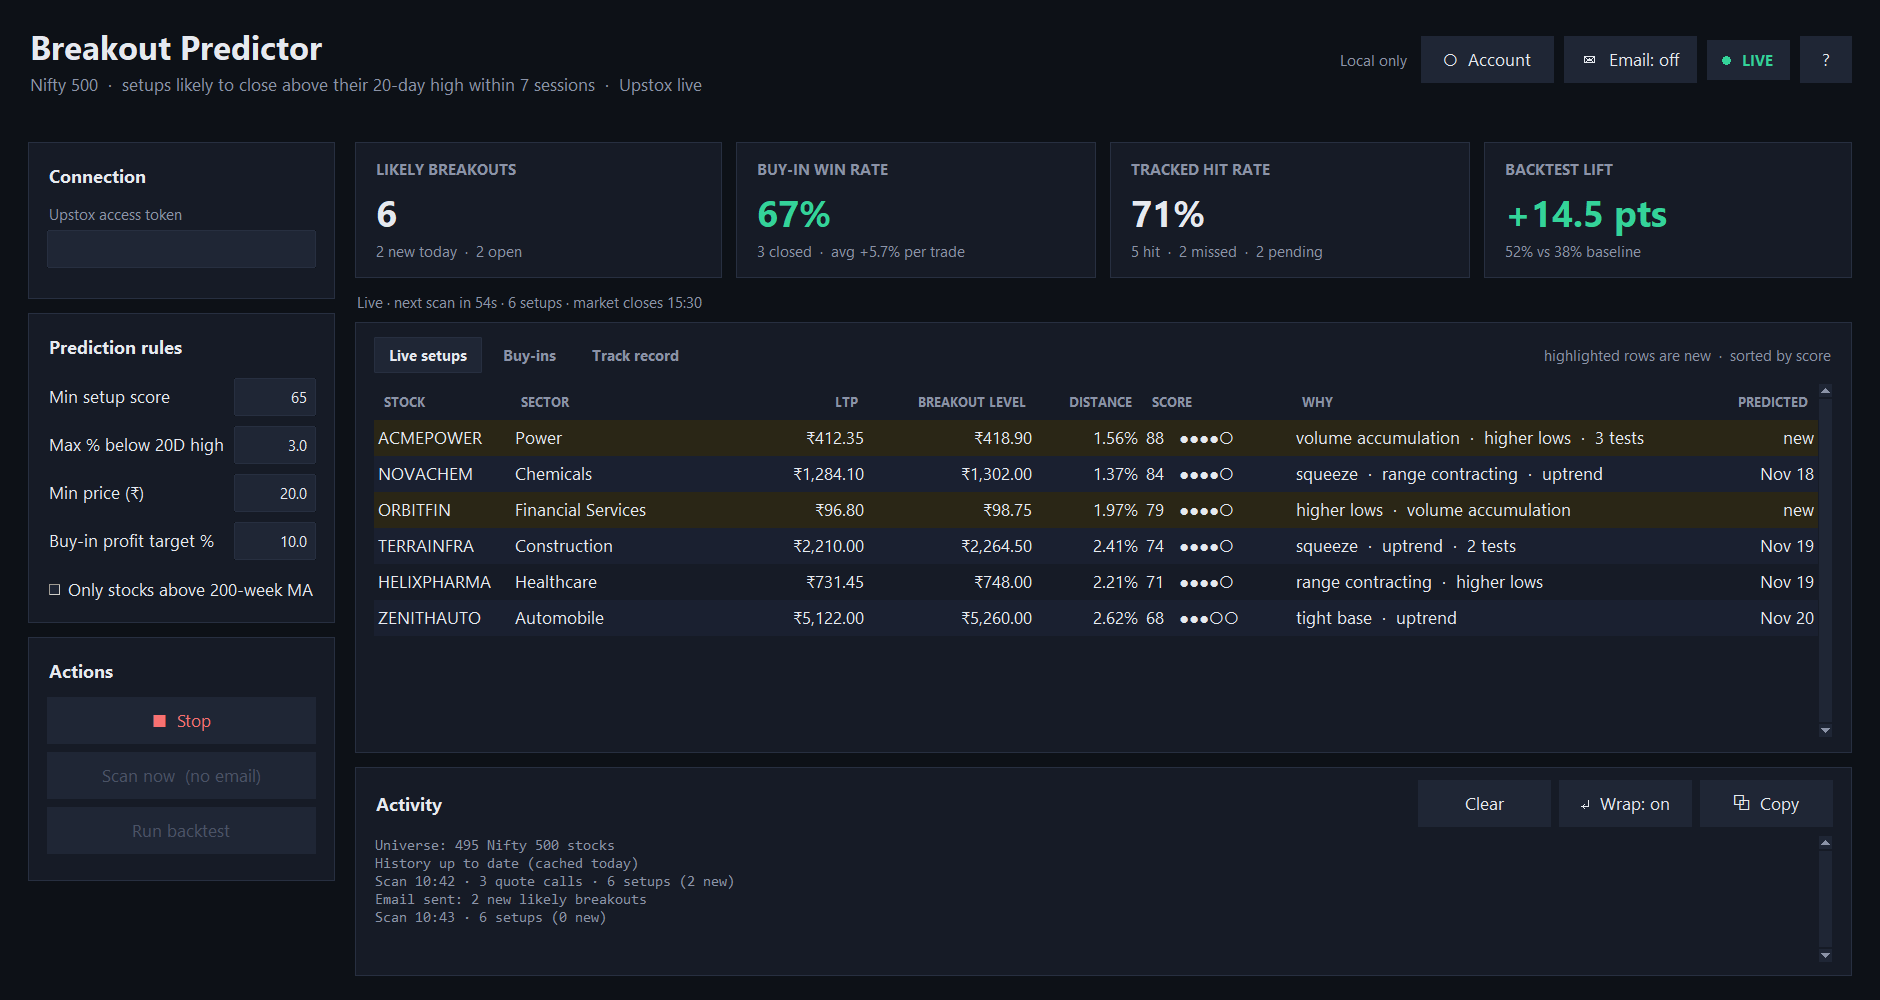 Breakout Predictor
Nifty 500 · setups likely to close above their 20-day high within 7 sessions · Upstox live
Local only
Account
Email: off
LIVE
?
Connection
Upstox access token
Prediction rules
Min setup score 65
Max % below 20D high 3.0
Min price (₹) 20.0
Buy-in profit target % 10.0
Only stocks above 200-week MA
Actions
Stop
Scan now (no email)
Run backtest
LIKELY BREAKOUTS
6
2 new today · 2 open
BUY-IN WIN RATE
67%
3 closed · avg +5.7% per trade
TRACKED HIT RATE
71%
5 hit · 2 missed · 2 pending
BACKTEST LIFT
+14.5 pts
52% vs 38% baseline
Live · next scan in 54s · 6 setups · market closes 15:30
Live setups Buy-ins Track record
highlighted rows are new · sorted by score
STOCK SECTOR LTP BREAKOUT LEVEL DISTANCE SCORE WHY PREDICTED
ACMEPOWER Power ₹412.35 ₹418.90 1.56% 88 ●●●●○ volume accumulation · higher lows · 3 tests new
NOVACHEM Chemicals ₹1,284.10 ₹1,302.00 1.37% 84 ●●●●○ squeeze · range contracting · uptrend Nov 18
ORBITFIN Financial Services ₹96.80 ₹98.75 1.97% 79 ●●●●○ higher lows · volume accumulation new
TERRAINFRA Construction ₹2,210.00 ₹2,264.50 2.41% 74 ●●●●○ squeeze · uptrend · 2 tests Nov 19
HELIXPHARMA Healthcare ₹731.45 ₹748.00 2.21% 71 ●●●●○ range contracting · higher lows Nov 19
ZENITHAUTO Automobile ₹5,122.00 ₹5,260.00 2.62% 68 ●●●○○ tight base · uptrend Nov 20
Activity
Clear
Wrap: on
Copy
Universe: 495 Nifty 500 stocks
History up to date (cached today)
Scan 10:42 · 3 quote calls · 6 setups (2 new)
Email sent: 2 new likely breakouts
Scan 10:43 · 6 setups (0 new)